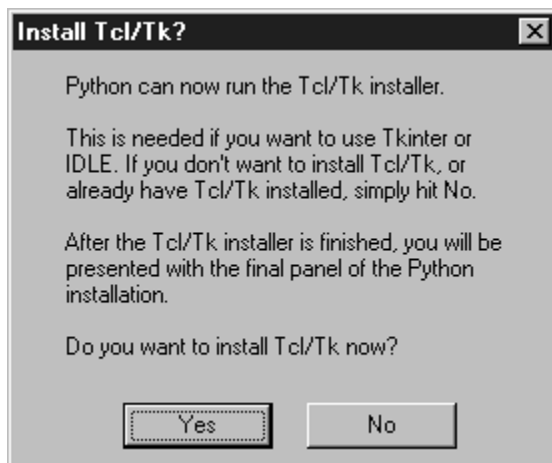 Install Tcl/Tk?
Python can now run the Tcl/Tk installer.
This is needed if you want to use Tkinter or
IDLE. If you don't want to install Tcl/Tk, or
already have Tcl/Tk installed, simply hit No.
After the Tcl/Tk installer is finished, you will be
presented with the final panel of the Python
installation.
Do you want to install Tcl/Tk now?
Yes
No